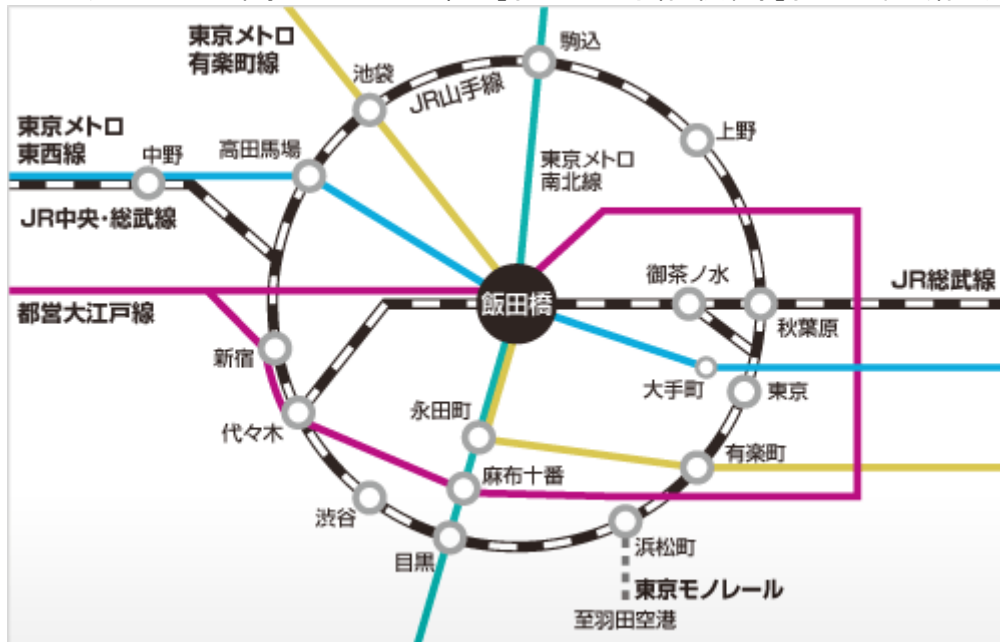 東京メトロ
有楽町線
池袋
JR山手線
駒込
上野
東京メトロ
東西線
中野
高田馬場
東京メトロ
南北線
JR中央・総武線
御茶ノ水
JR総武線
都営大江戸線
飯田橋
秋葉原
新宿
大手町
東京
代々木
永田町
有楽町
麻布十番
渋谷
目黒
浜松町
東京モノレール
至羽田空港